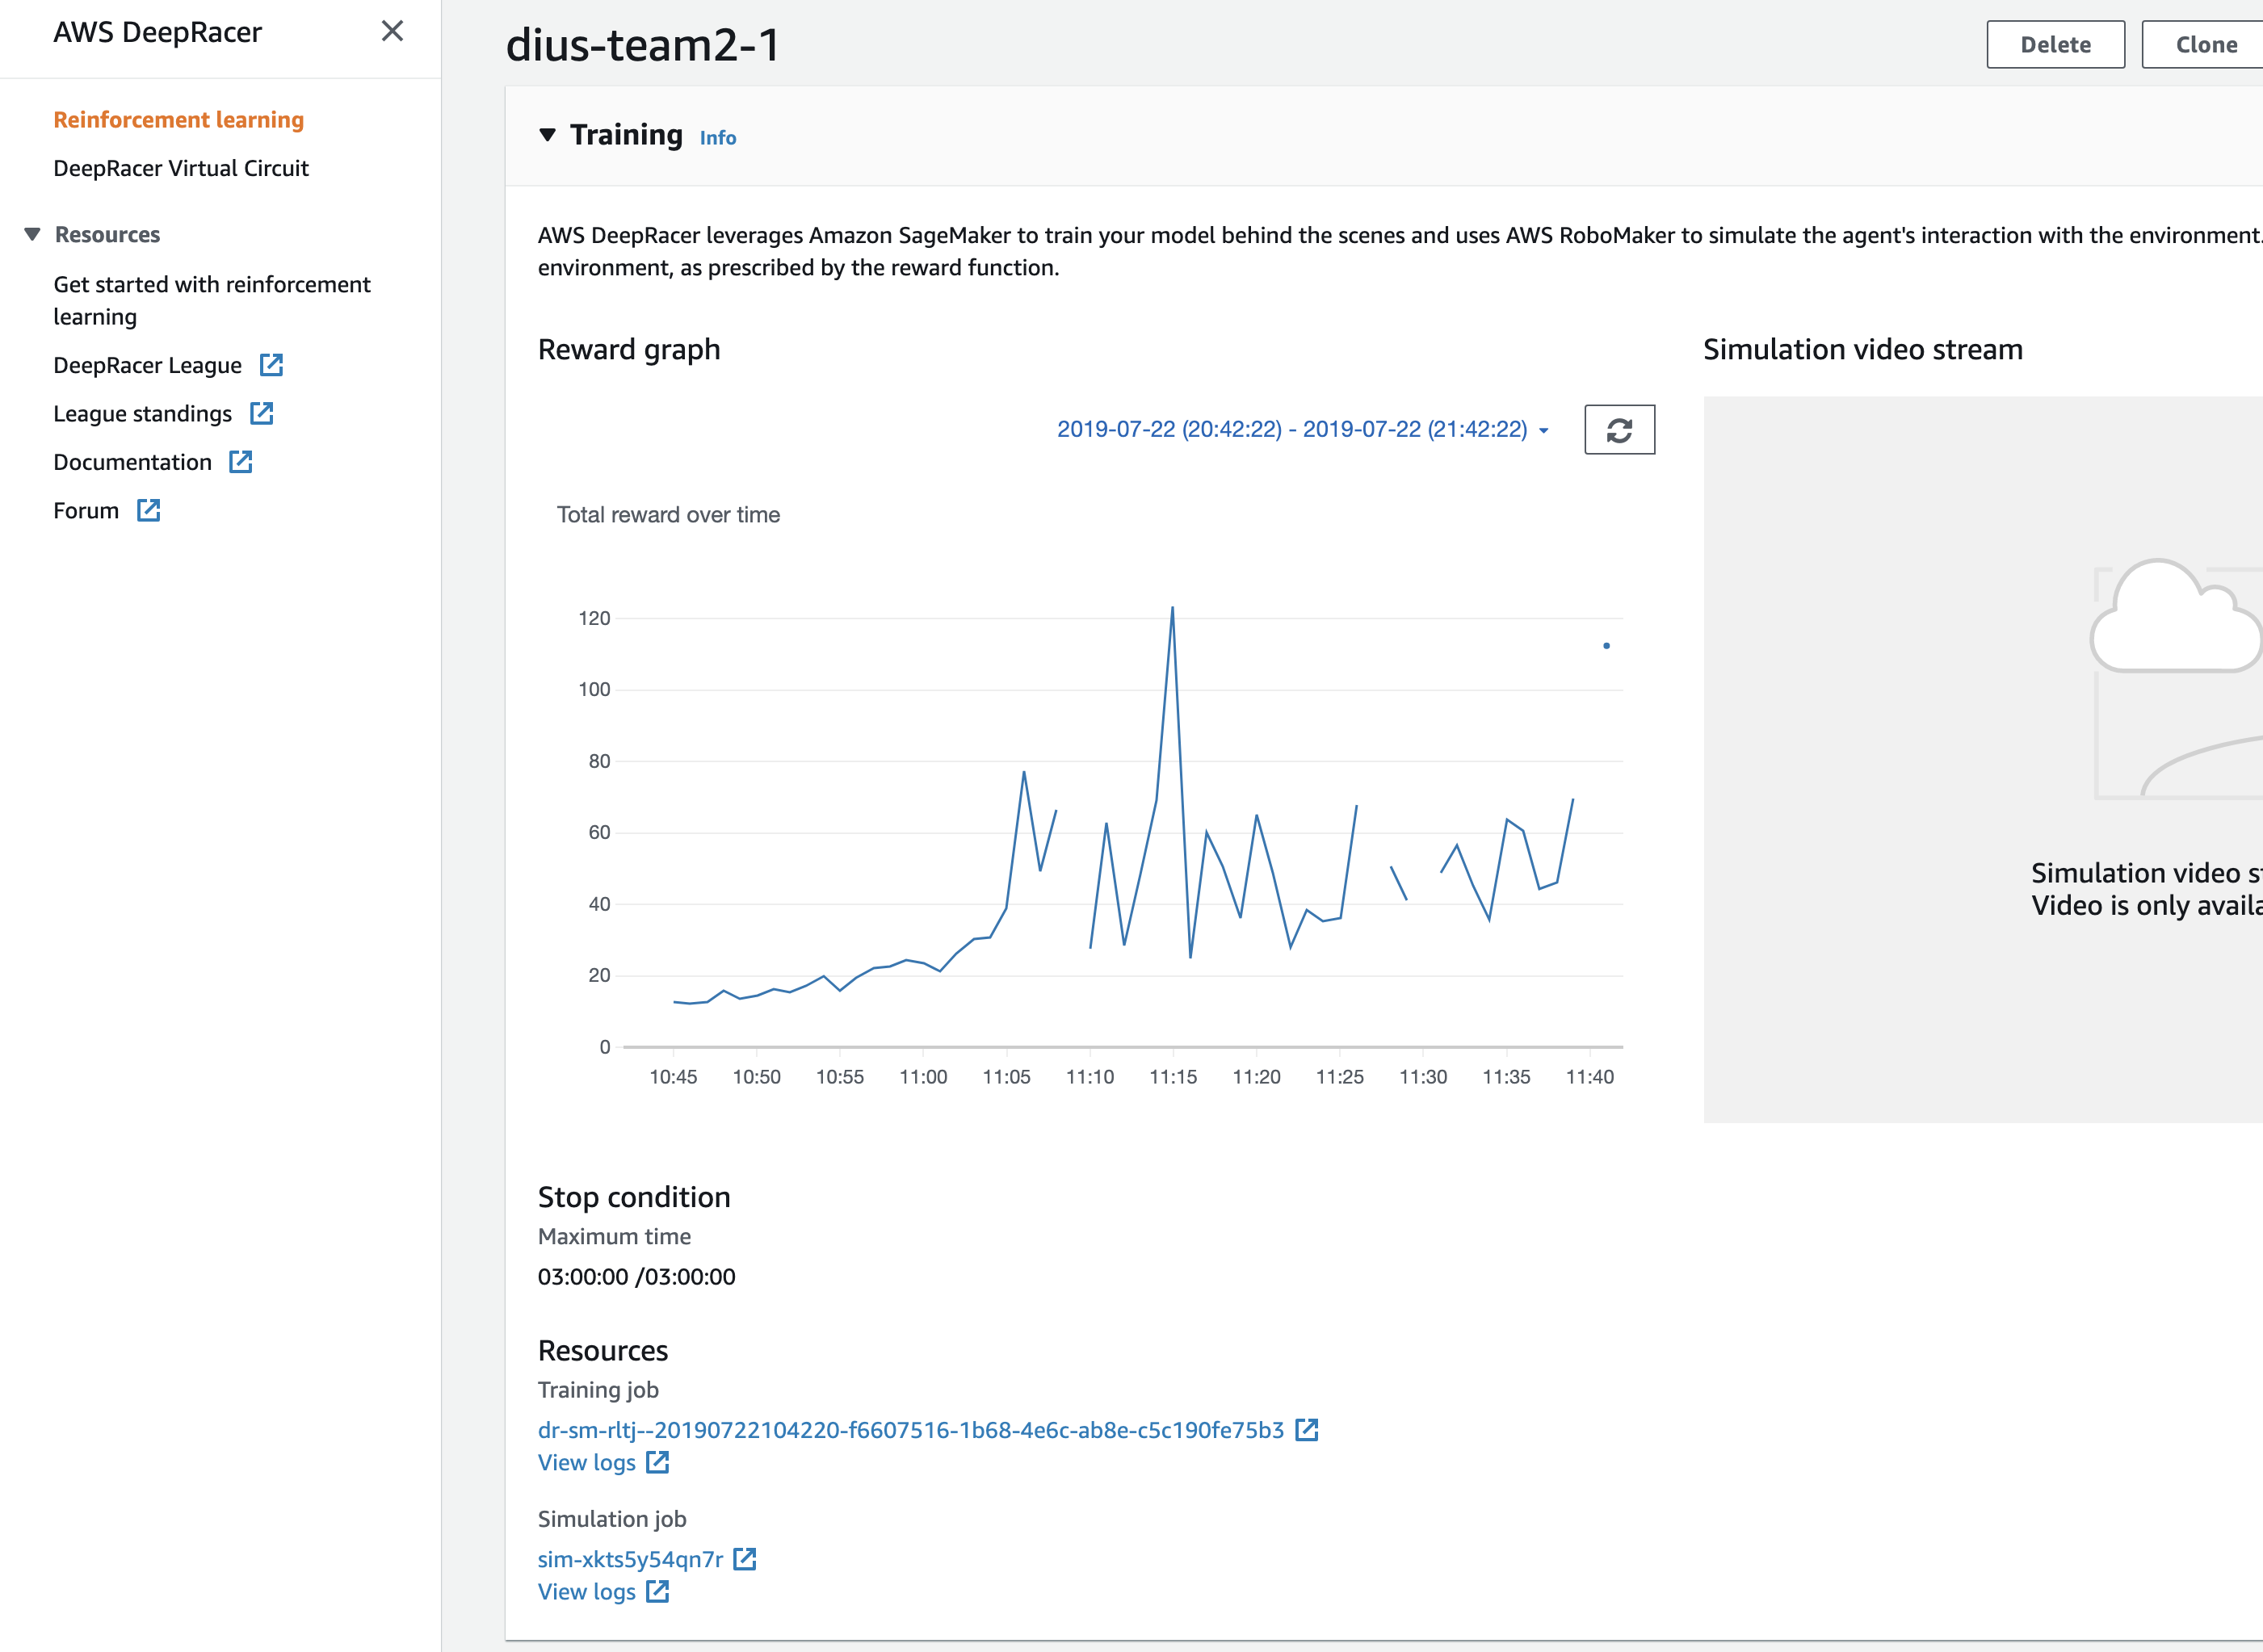 AWS DeepRacer
Reinforcement learning
DeepRacer Virtual Circuit
Resources
Get started with reinforcement
learning
DeepRacer League
League standings
Documentation
Forum
dius-team2-1
Delete
Clone
Training Info
AWS DeepRacer leverages Amazon SageMaker to train your model behind the scenes and uses AWS RoboMaker to simulate the agent's interaction with the environment.
environment, as prescribed by the reward function.
Reward graph
2019-07-22 (20:42:22) - 2019-07-22 (21:42:22)
Total reward over time
120
100
80
60
40
20
0
10:45 10:50 10:55 11:00 11:05 11:10 11:15 11:20 11:25 11:30 11:35 11:40
Simulation video stream
Simulation video
Video is only
Stop condition
Maximum time
03:00:00 /03:00:00
Resources
Training job
dr-sm-rltj--20190722104220-f6607516-1b68-4e6c-ab8e-c5c190fe75b3
View logs
Simulation job
sim-xkts5y54qn7r
View logs